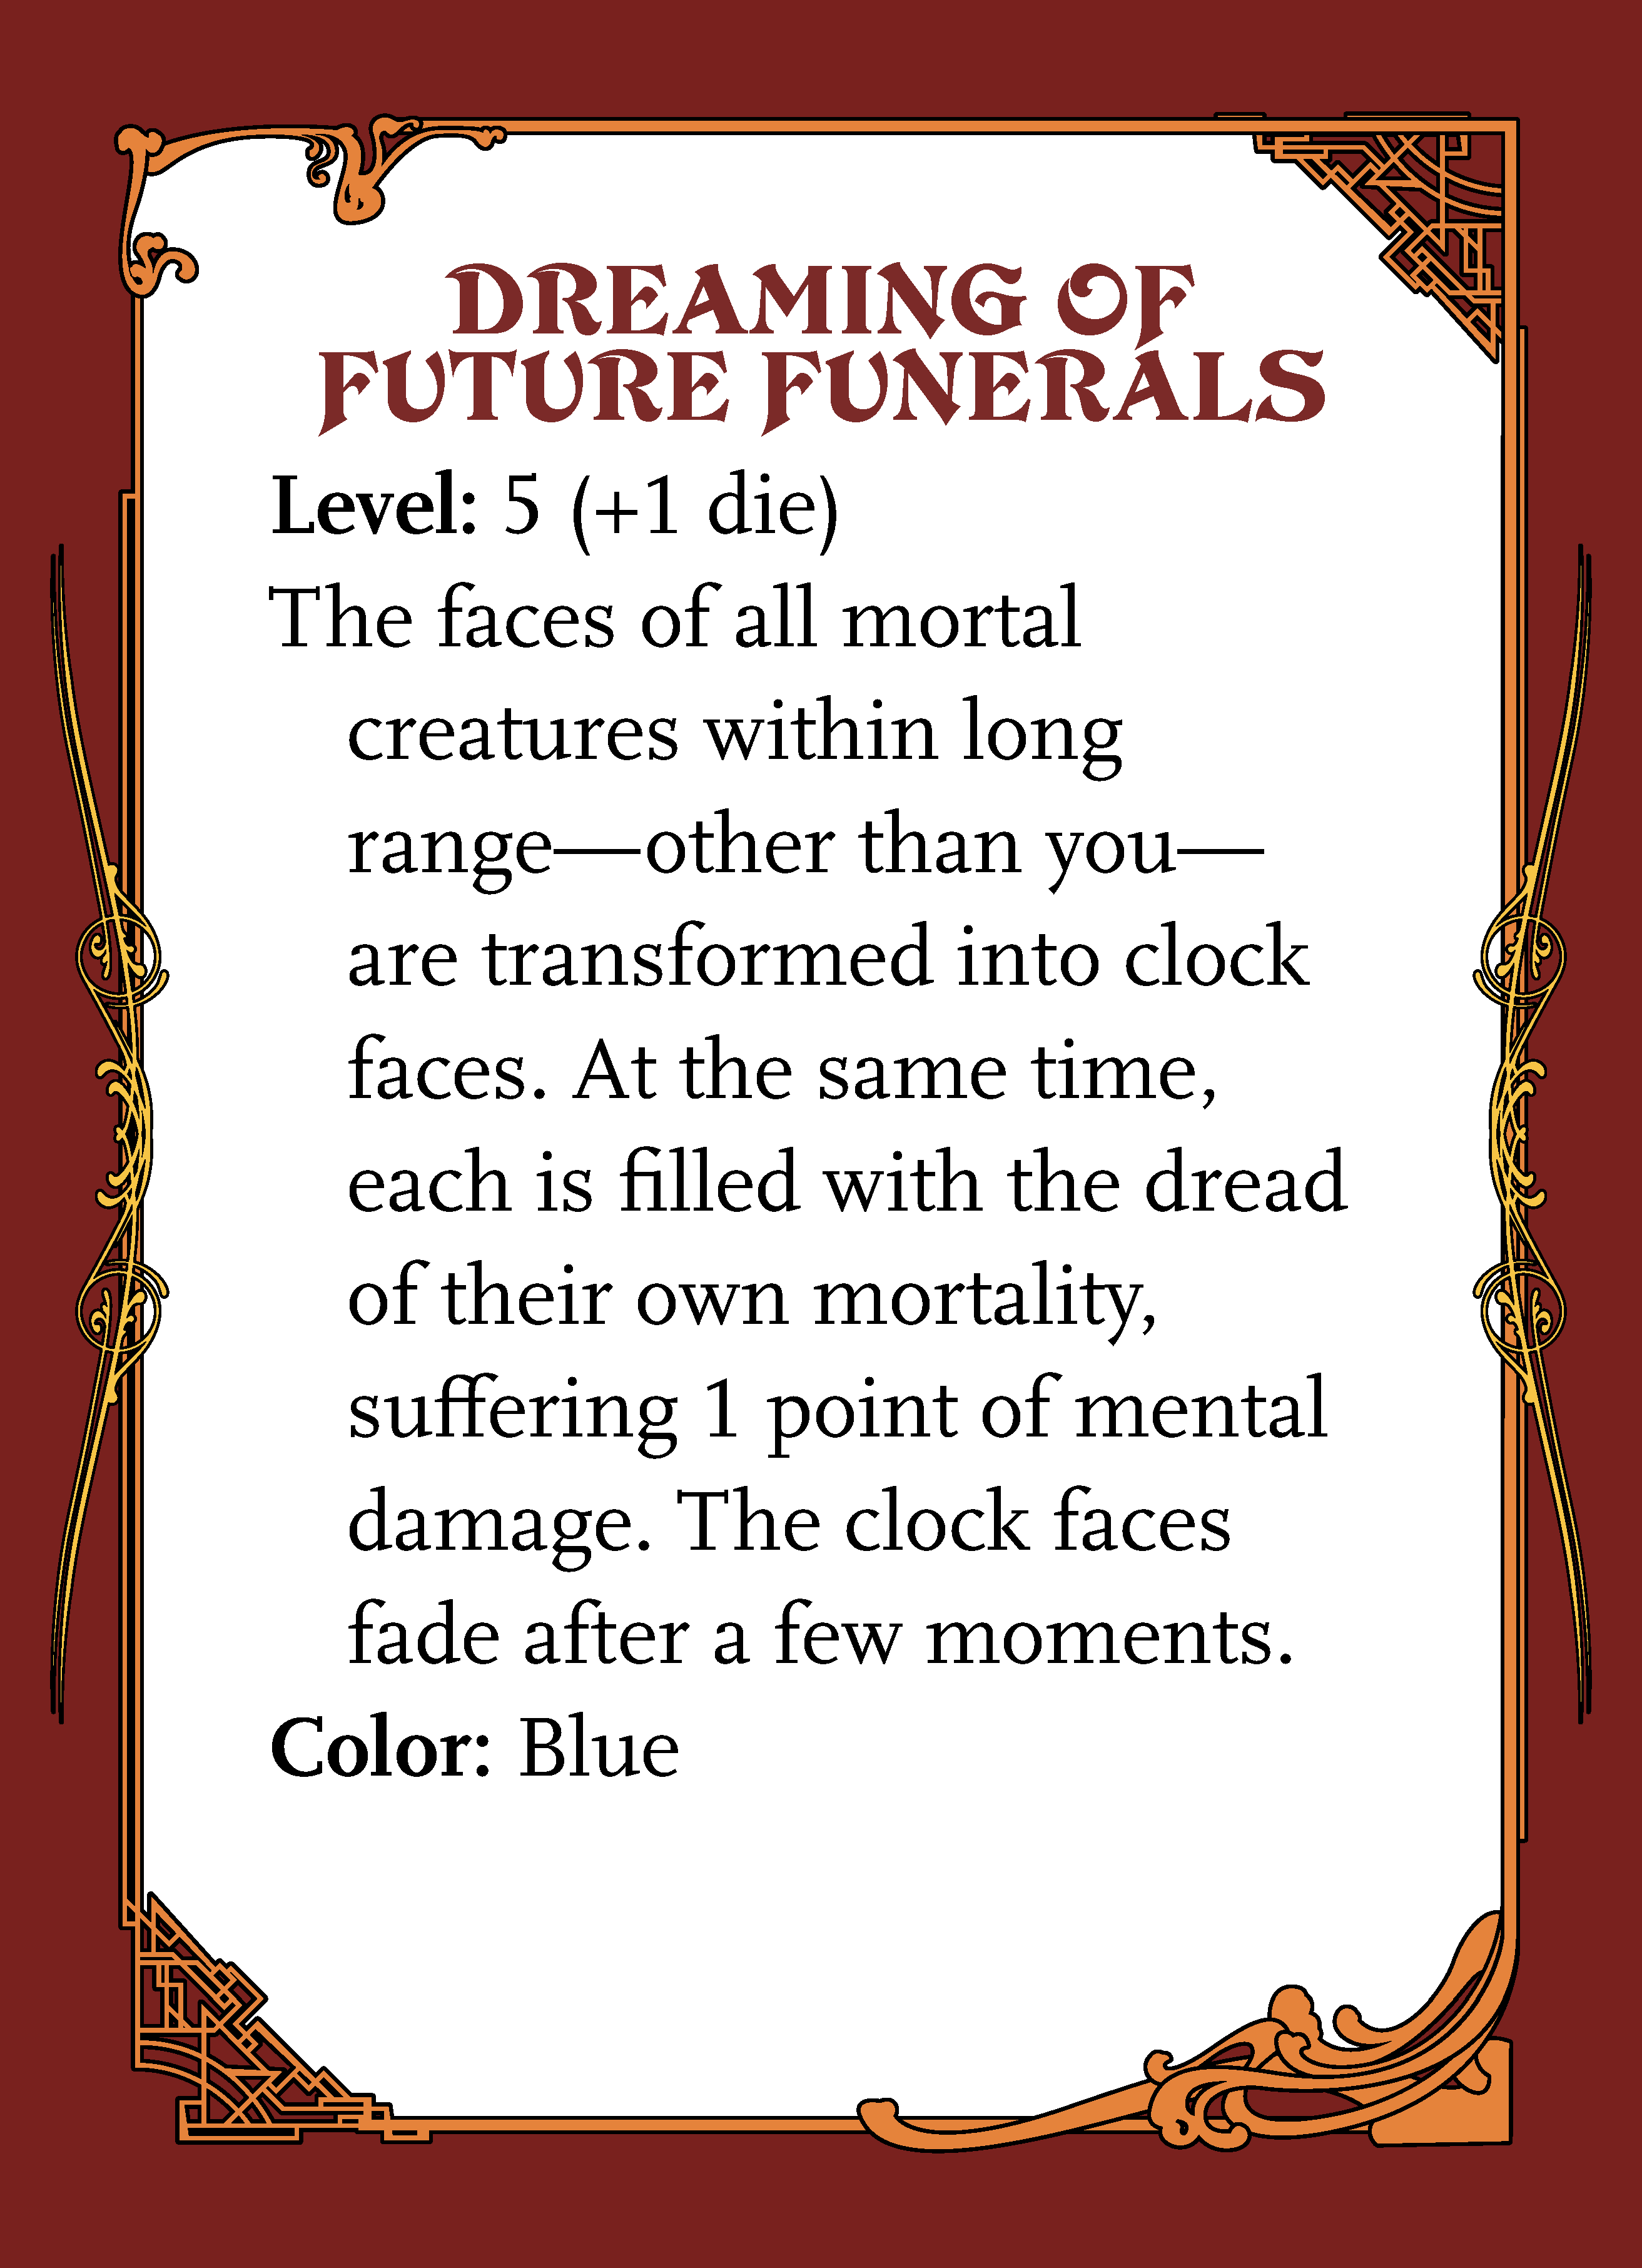 DREAMING OF
FUTURE FUNERALS
Level: 5 (+1 die)
The faces of all mortal
creatures within long
range—other than you—
are transformed into clock
faces. At the same time,
each is filled with the dread
of their own mortality,
suffering 1 point of mental
damage. The clock faces
fade after a few moments.
Color: Blue